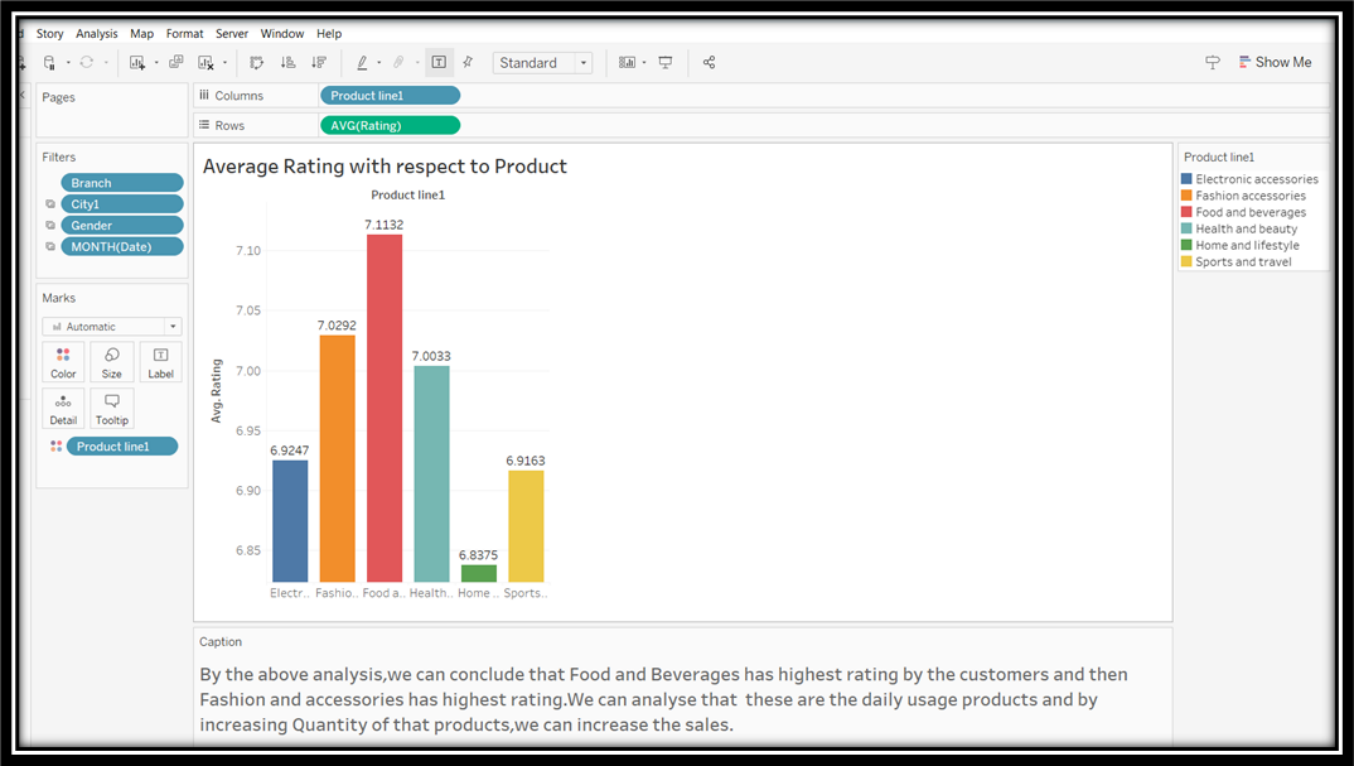 d Story Analysis Map Format Server Window Help
Standard
Show Me
Pages
Columns Product line1
Rows AVG(Rating)
Filters
Branch
City1
Gender
MONTH(Date)
Marks
Automatic
Color Size Label
Detail Tooltip
Product line1
Average Rating with respect to Product
Product line1
Avg. Rating
7.10
7.05
7.00
6.95
6.90
6.85
6.9247
7.0292
7.1132
7.0033
6.8375
6.9163
Electr.. Fashio.. Food a.. Health.. Home .. Sports..
Product line1
Electronic accessories
Fashion accessories
Food and beverages
Health and beauty
Home and lifestyle
Sports and travel
Caption
By the above analysis,we can conclude that Food and Beverages has highest rating by the customers and then
Fashion and accessories has highest rating.We can analyse that  these are the daily usage products and by
increasing Quantity of that products,we can increase the sales.